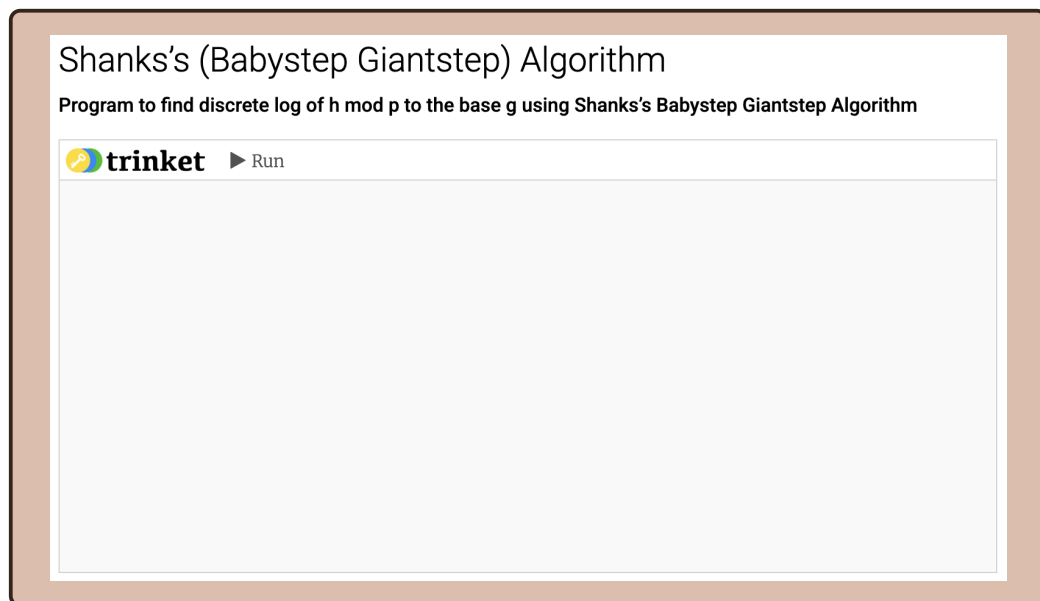 Shanks’s (Babystep Giantstep) Algorithm
Program to find discrete log of h mod p to the base g using Shanks’s Babystep Giantstep Algorithm
trinket Run